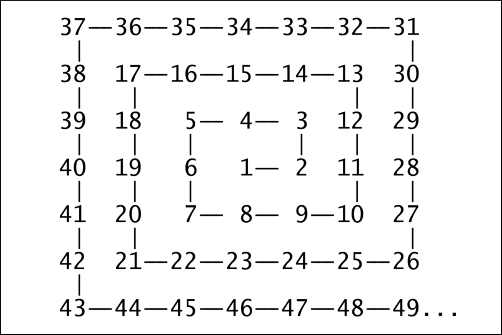 37—36—35—34—33—32—31
38 17—16—15—14—13 30
39 18 5— 4— 3 12 29
40 19 6 1— 2 11 28
41 20 7— 8— 9—10 27
42 21—22—23—24—25—26
43—44—45—46—47—48—49...